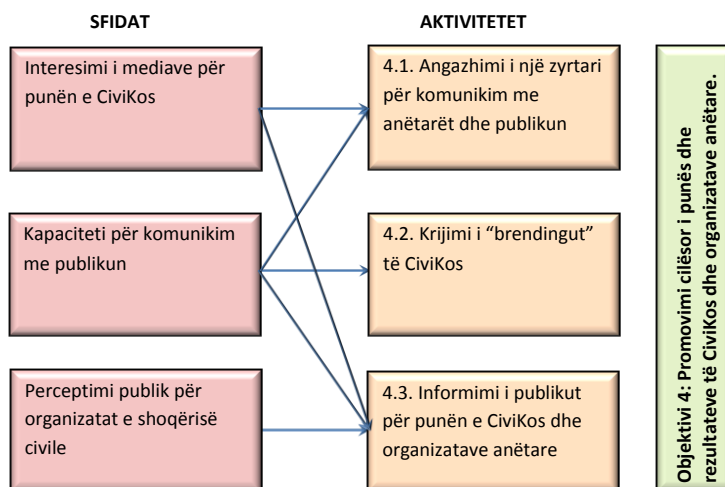 SFIDAT
AKTIVITETET
Interesimi i mediave për
punën e CiviKos
4.1. Angazhimi i një zyrtari
për komunikim me
anëtarët dhe publikun
Kapaciteti për komunikim
me publikun
4.2. Krijimi i “brendingut”
të CiviKos
Perceptimi publik për
organizatat e shoqërisë
civile
4.3. Informimi i publikut
për punën e CiviKos dhe
organizatave anëtare
Objektivi 4: Promovimi cilësor i punës dhe
rezultateve të CiviKos dhe organizatave anëtare.